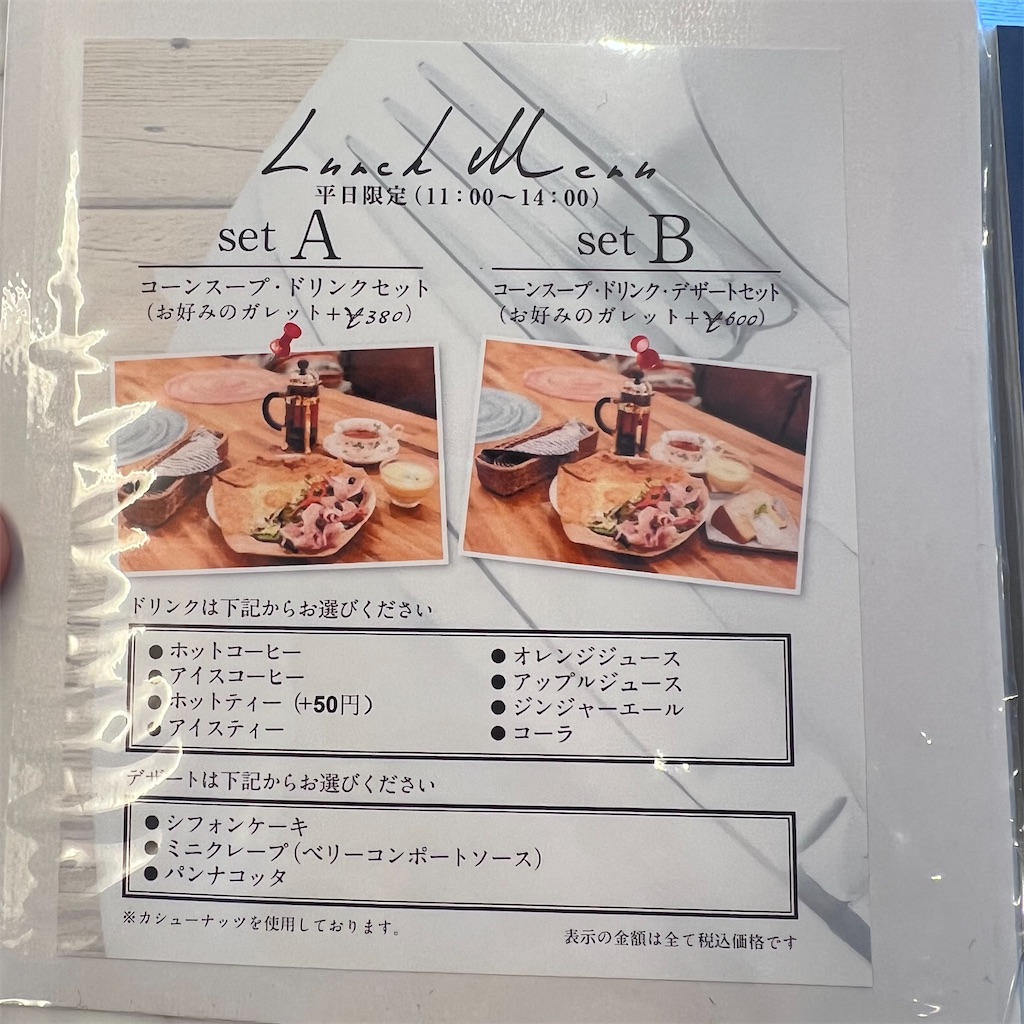 Lunch Menu
平日限定(11：00〜14：00)
set A
コーンスープ・ドリンクセット
(お好みのガレット+¥380)
set B
コーンスープ・ドリンク・デザートセット
(お好みのガレット+¥600)
ドリンクは下記からお選びください
●ホットコーヒー
●アイスコーヒー
●ホットティー (+50円)
●アイスティー
●オレンジジュース
●アップルジュース
●ジンジャーエール
●コーラ
デザートは下記からお選びください
●シフォンケーキ
●ミニクレープ(ベリーコンポートソース)
●パンナコッタ
※カシューナッツを使用しております。
表示の金額は全て税込価格です